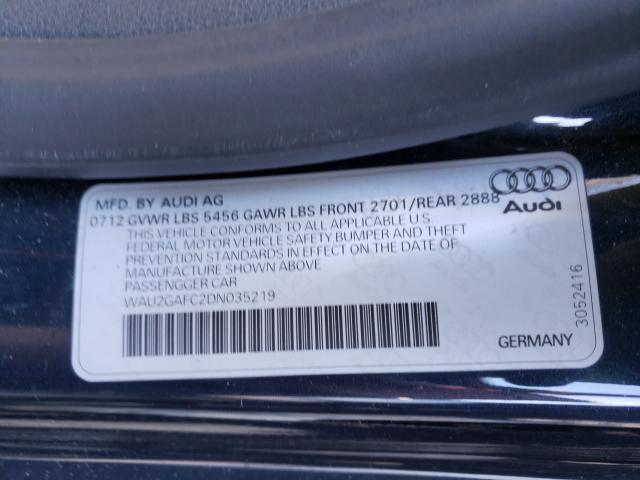 MFD. BY AUDI AG
0712 GVWR LBS 5456 GAWR LBS FRONT 2701/REAR 2888
THIS VEHICLE CONFORMS TO ALL APPLICABLE U S
FEDERAL MOTOR VEHICLE SAFETY, BUMPER AND THEFT
PREVENTION STANDARDS IN EFFECT ON THE DATE OF
MANUFACTURE SHOWN ABOVE
PASSENGGER CAR
WAU2GAFC2DN035219
Audi
3052416
GERMANY